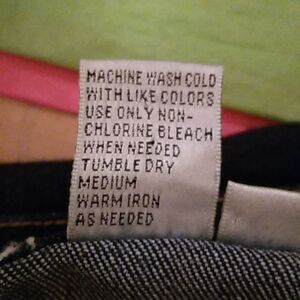 MACHINE WASH COLD
WITH LIKE COLORS
USE ONLY NON-
CHLORINE BLEACH
WHEN NEEDED
TUMBLE DRY
MEDIUM
WARM IRON
AS NEEDED